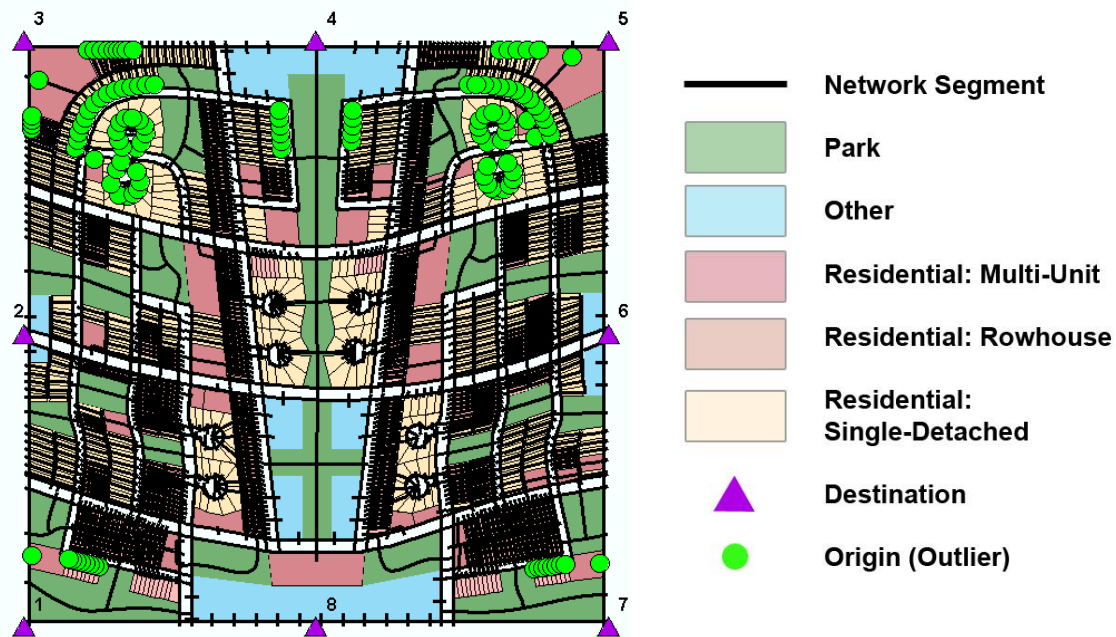 3
4
5
2
6
1
8
7
Network Segment
Park
Other
Residential: Multi-Unit
Residential: Rowhouse
Residential:
Single-Detached
Destination
Origin (Outlier)